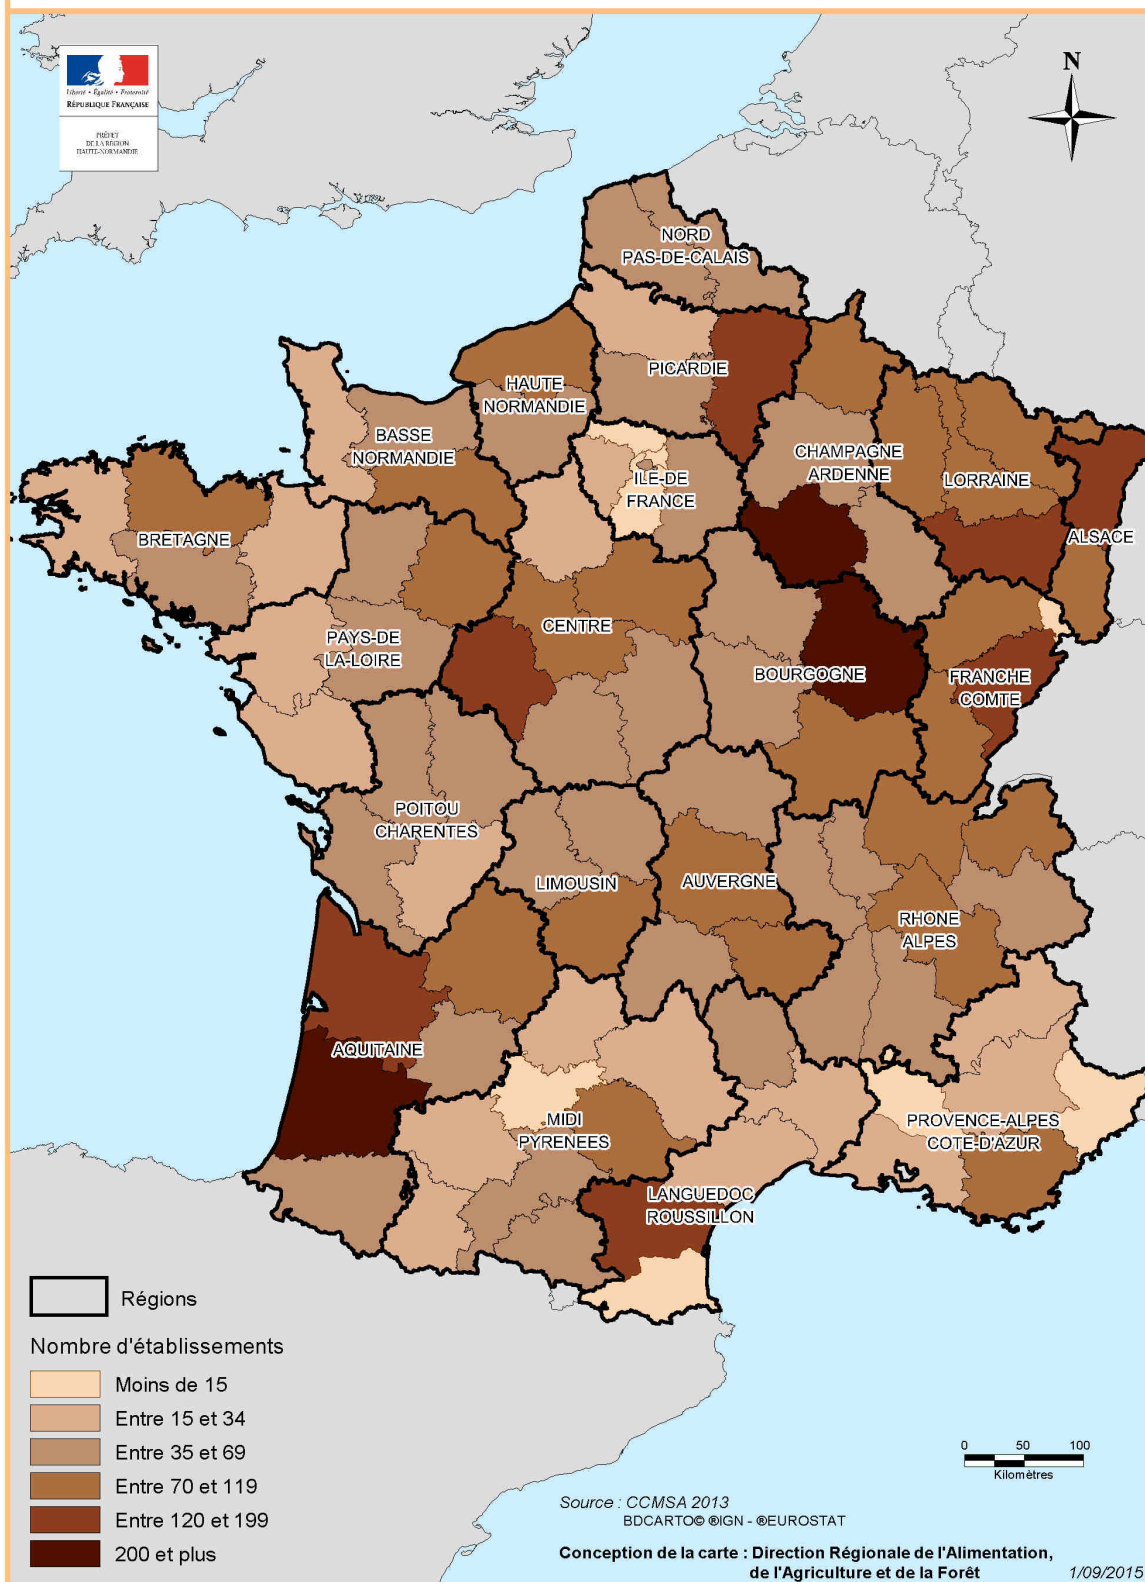 Liberté • Égalité • Fraternité
RÉPUBLIQUE FRANÇAISE
PRÉFET
DE LA RÉGION
HAUTE-NORMANDIE
N
NORD
PAS-DE-CALAIS
PICARDIE
HAUTE
NORMANDIE
BASSE
NORMANDIE
CHAMPAGNE
ARDENNE
ILE-DE
FRANCE
LORRAINE
ALSACE
BRETAGNE
PAYS-DE
LA-LOIRE
CENTRE
BOURGOGNE
FRANCHE
COMTE
POITOU
CHARENTES
LIMOUSIN
AUVERGNE
RHONE
ALPES
AQUITAINE
MIDI
PYRENEES
PROVENCE-ALPES
COTE-D'AZUR
LANGUEDOC
ROUSSILLON
Régions
Nombre d'établissements
Moins de 15
Entre 15 et 34
Entre 35 et 69
Entre 70 et 119
Entre 120 et 199
200 et plus
0 50 100
Kilomètres
Source : CCMSA 2013
BDCARTO© ®IGN - ®EUROSTAT
Conception de la carte : Direction Régionale de l'Alimentation,
de l'Agriculture et de la Forêt
1/09/2015